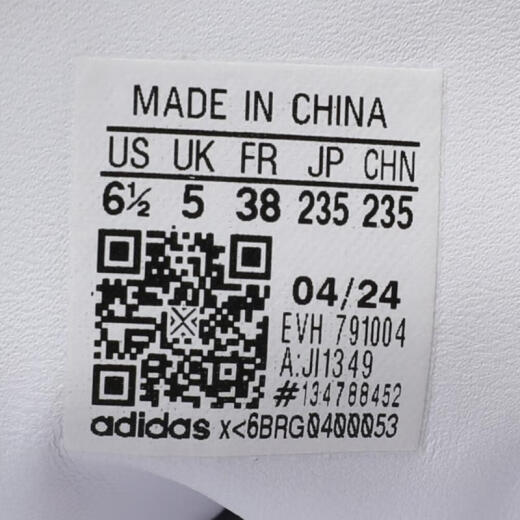 MADE IN CHINA
US UK FR JP CHN
6½ 5 38 235 235
04/24
EVH 791004
A:JI1349
#134788452
adidas x<6BRG0400053